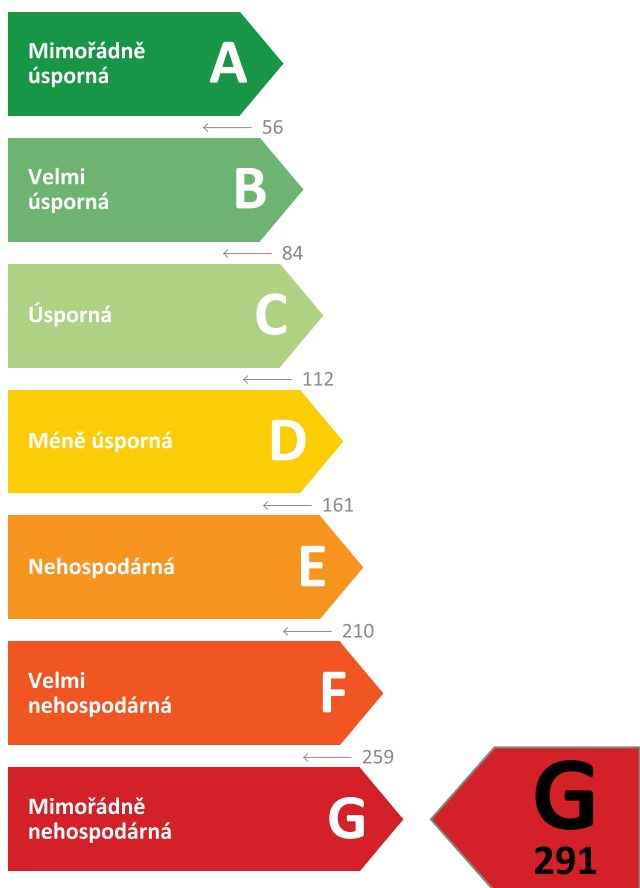 Mimořádně
úsporná
A
56
Velmi
úsporná
B
84
Úsporná
C
112
Méně úsporná
D
161
Nehospodárná
E
210
Velmi
nehospodárná
F
259
Mimořádně
nehospodárná
G
G
291